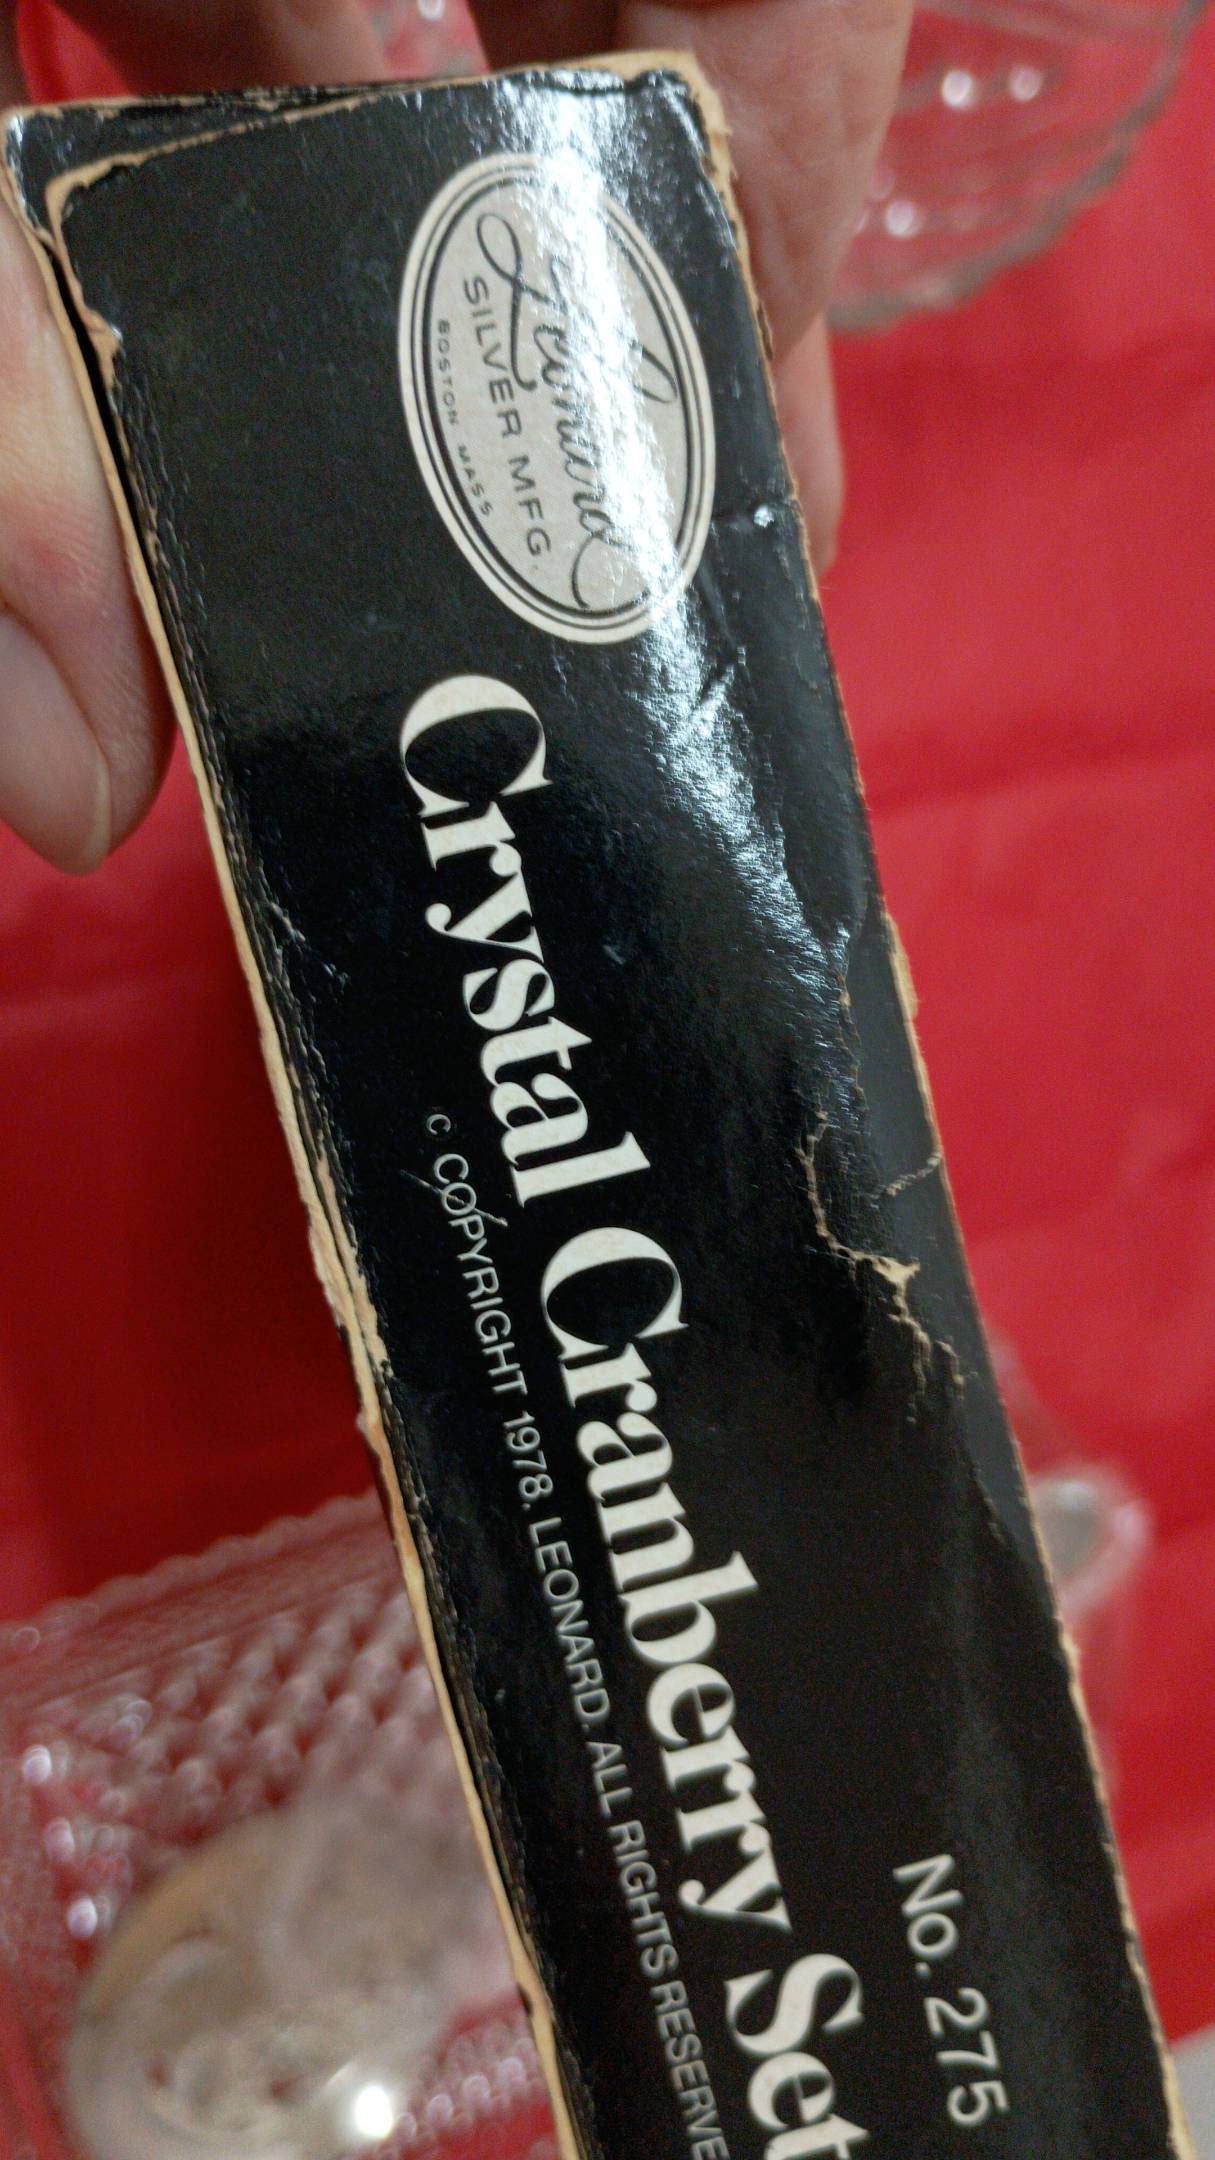 Leonard
SILVER MFG.
BOSTON MASS
Crystal Cranberry Set
c COPYRIGHT 1978. LEONARD. ALL RIGHTS RESERVE
No. 275